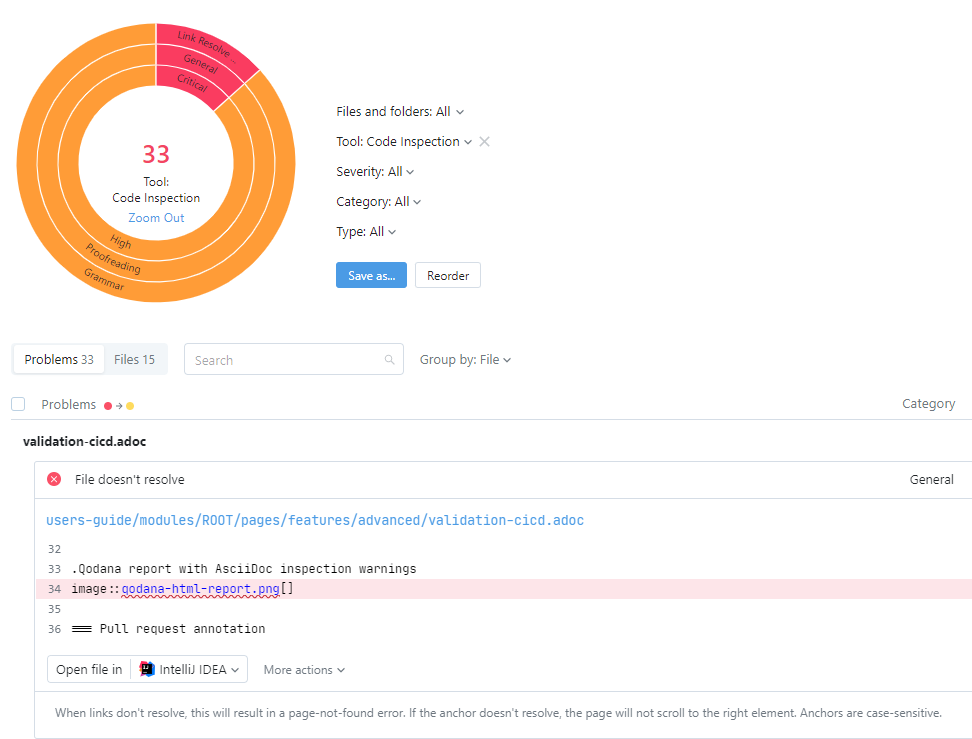 Link Resolve ...
General
Critical
33
Tool:
Code Inspection
Zoom Out
High
Proofreading
Grammar
Files and folders: All
Tool: Code Inspection
Severity: All
Category: All
Type: All
Save as... Reorder
Problems 33 Files 15 Search Group by: File
Problems Category
validation-cicd.adoc
File doesn't resolve General
users-guide/modules/ROOT/pages/features/advanced/validation-cicd.adoc
32
33 .Qodana report with AsciiDoc inspection warnings
34 image::qodana-html-report.png[]
35
36 === Pull request annotation
Open file in IntelliJ IDEA More actions
When links don't resolve, this will result in a page-not-found error. If the anchor doesn't resolve, the page will not scroll to the right element. Anchors are case-sensitive.